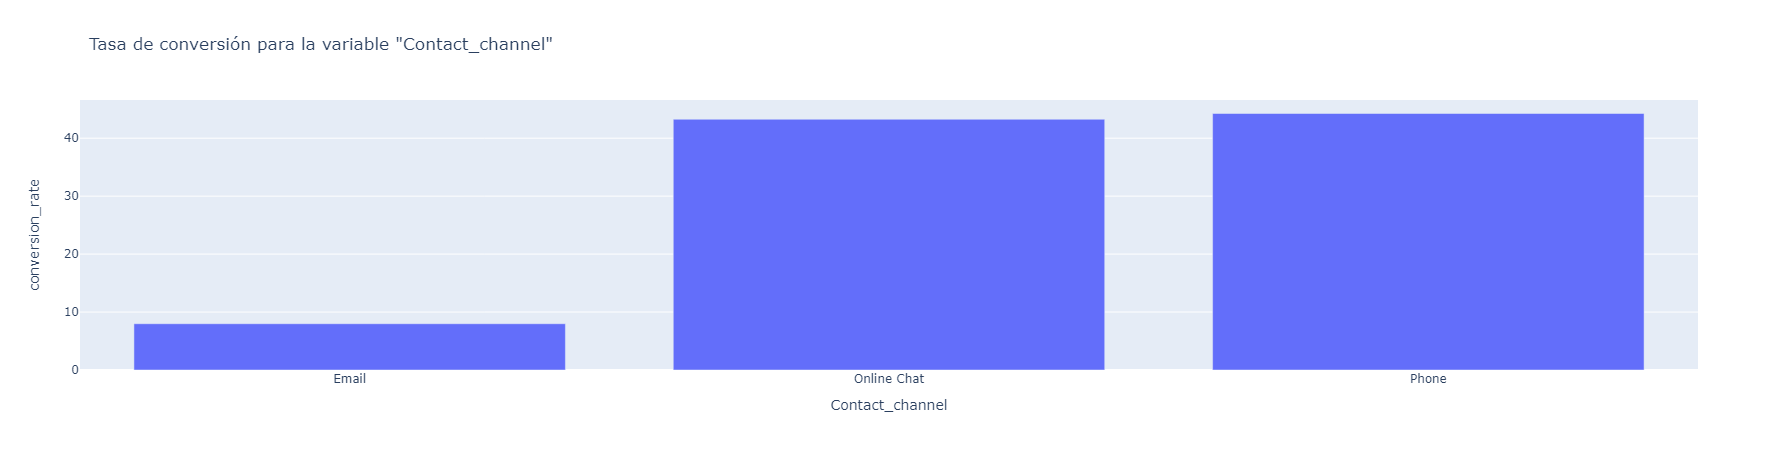 Tasa de conversión para la variable "Contact_channel"
conversion_rate
40
30
20
10
0
Email
Online Chat
Phone
Contact_channel